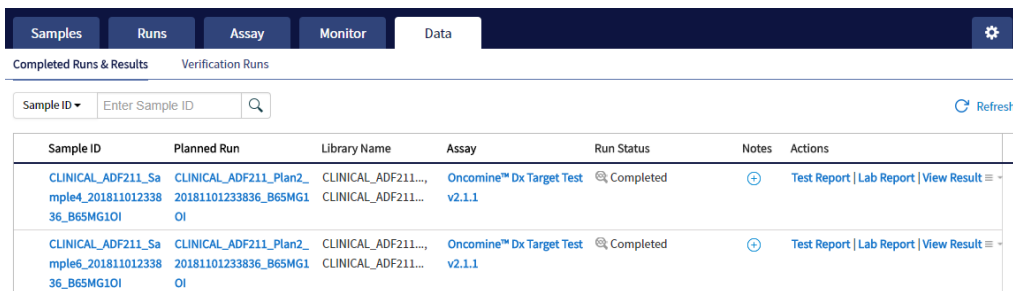 Samples Runs Assay Monitor Data
Completed Runs & Results Verification Runs
Sample ID Enter Sample ID Refresh
Sample ID Planned Run Library Name Assay Run Status Notes Actions
CLINICAL_ADF211_Sa CLINICAL_ADF211_Plan2_ CLINICAL_ADF211..., Oncomine™ Dx Target Test Completed Test Report | Lab Report | View Result
mple4_201811012338 20181101233836_B65MG1 CLINICAL_ADF211... v2.1.1
36_B65MG1OI OI
CLINICAL_ADF211_Sa CLINICAL_ADF211_Plan2_ CLINICAL_ADF211..., Oncomine™ Dx Target Test Completed Test Report | Lab Report | View Result
mple6_201811012338 20181101233836_B65MG1 CLINICAL_ADF211... v2.1.1
36_B65MG1OI OI